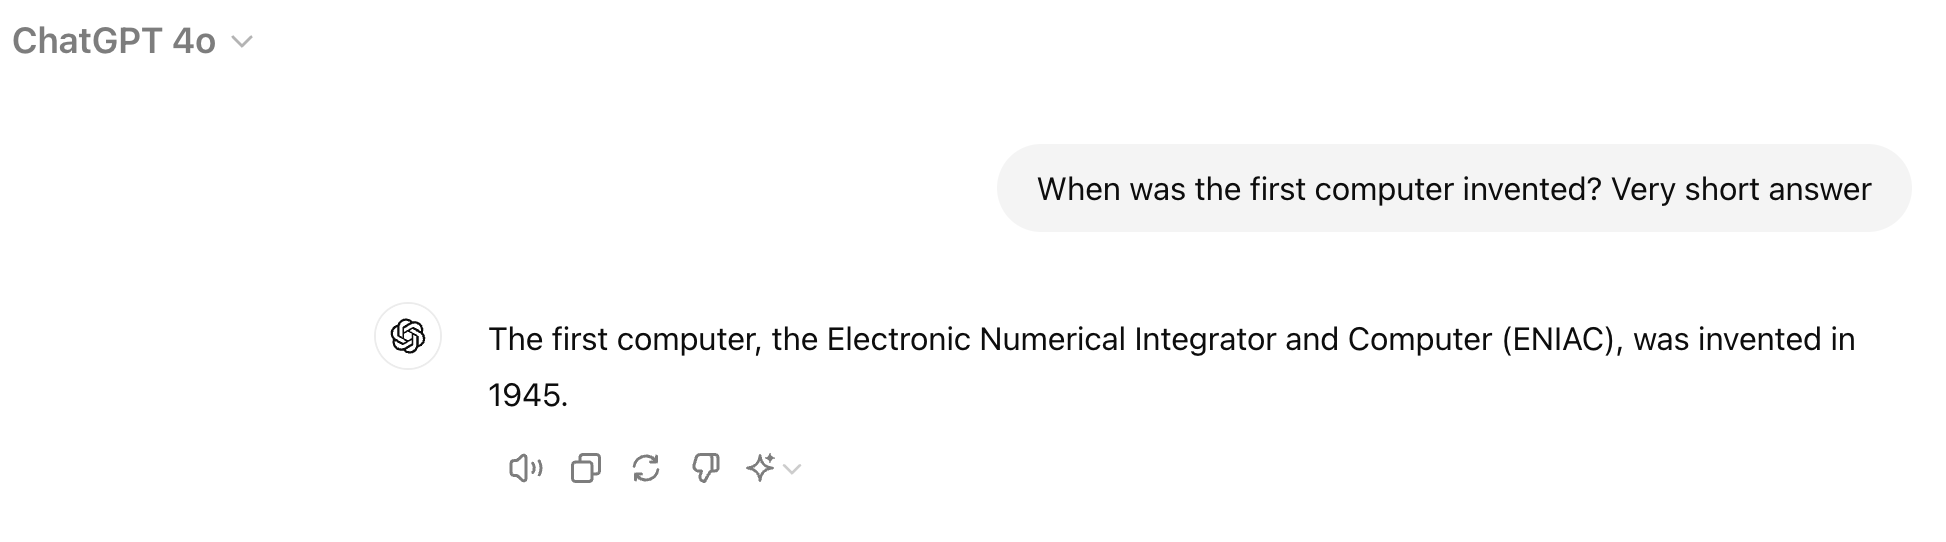 ChatGPT 4o
When was the first computer invented? Very short answer
The first computer, the Electronic Numerical Integrator and Computer (ENIAC), was invented in
1945.